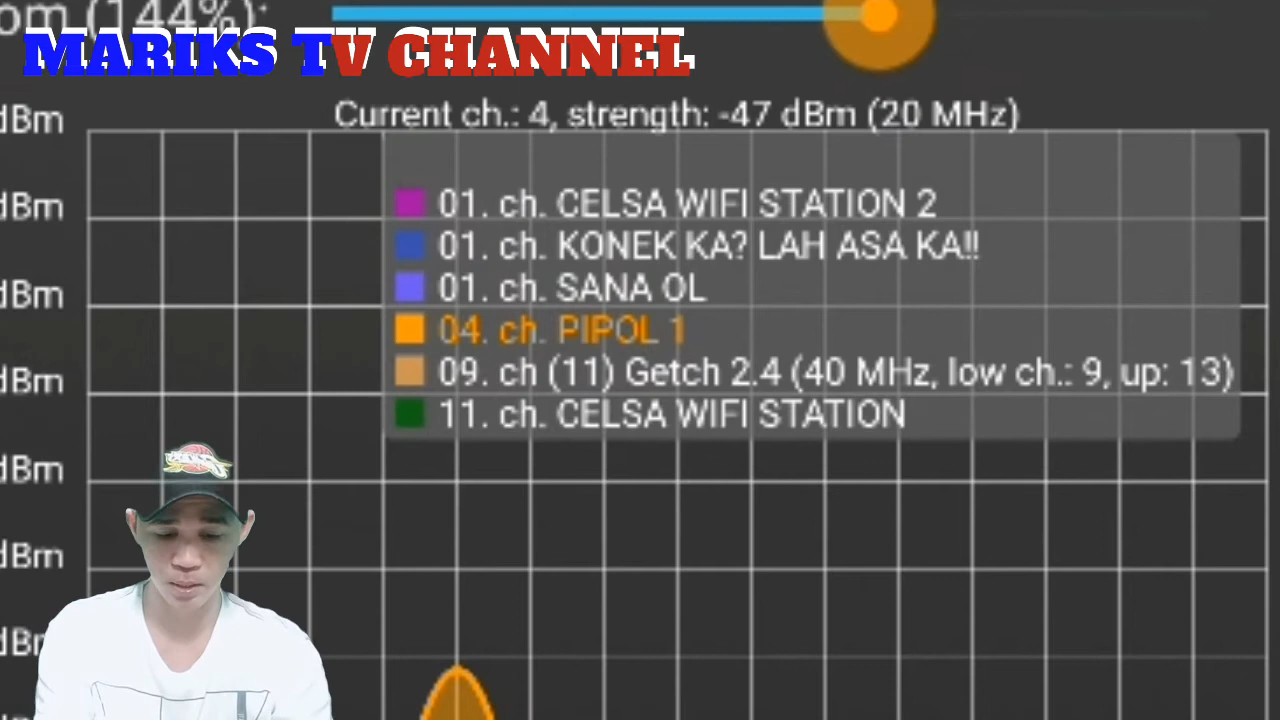 om (144%):
MARIKS TV CHANNEL
Current ch.: 4, strength: -47 dBm (20 MHz)
dBm
dBm
dBm
dBm
dBm
dBm
01. ch. CELSA WIFI STATION 2
01. ch. KONEK KA? LAH ASA KA!!
01. ch. SANA OL
04. ch. PIPOL 1
09. ch (11) Getch 2.4 (40 MHz, low ch.: 9, up: 13)
11. ch. CELSA WIFI STATION